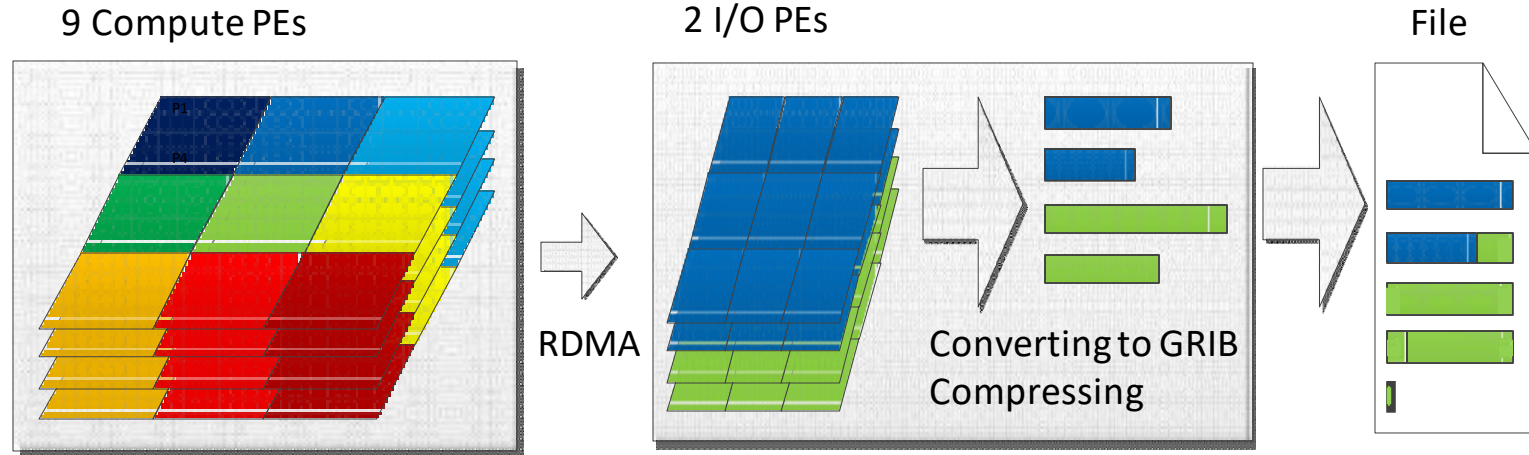 9 Compute PEs
2 I/O PEs
File
P1
P4
RDMA
Converting to GRIB
Compressing